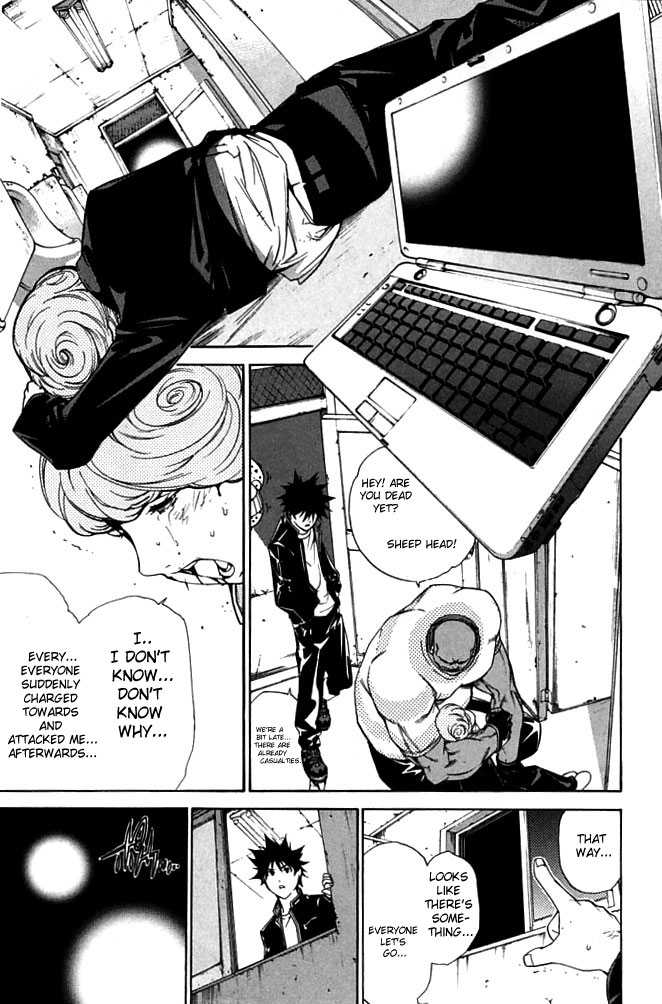 HEY! ARE
YOU DEAD
YET?
SHEEP HEAD!
WE'RE A
BIT LATE...
THERE ARE
ALREADY
CASUALTIES...
I..
I DON'T
KNOW...
DON'T
KNOW
WHY...
EVERY...
EVERYONE
SUDDENLY
CHARGED
TOWARDS
AND
ATTACKED ME...
AFTERWARDS...
THAT
WAY...
LOOKS
LIKE
THERE'S
SOME-
THING...
EVERYONE
LET'S
GO...